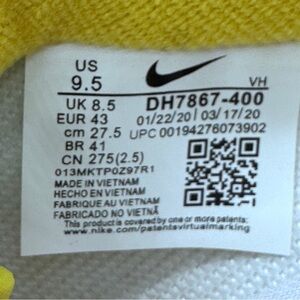 US
9.5
VH
UK 8.5 DH7867-400
EUR 43 01/22/20 03/17/20
cm 27.5 UPC 00194276073902
BR 41
CN 275(2.5)
013MKTP0Z97R1
MADE IN VIETNAM
HECHO EN VIETNAM
FABRIQUE AU VIETNAM
FABRICADO NO VIETNÃ
This product is covered by one or more patents:
www.nike.com/patentsvirtualmarking